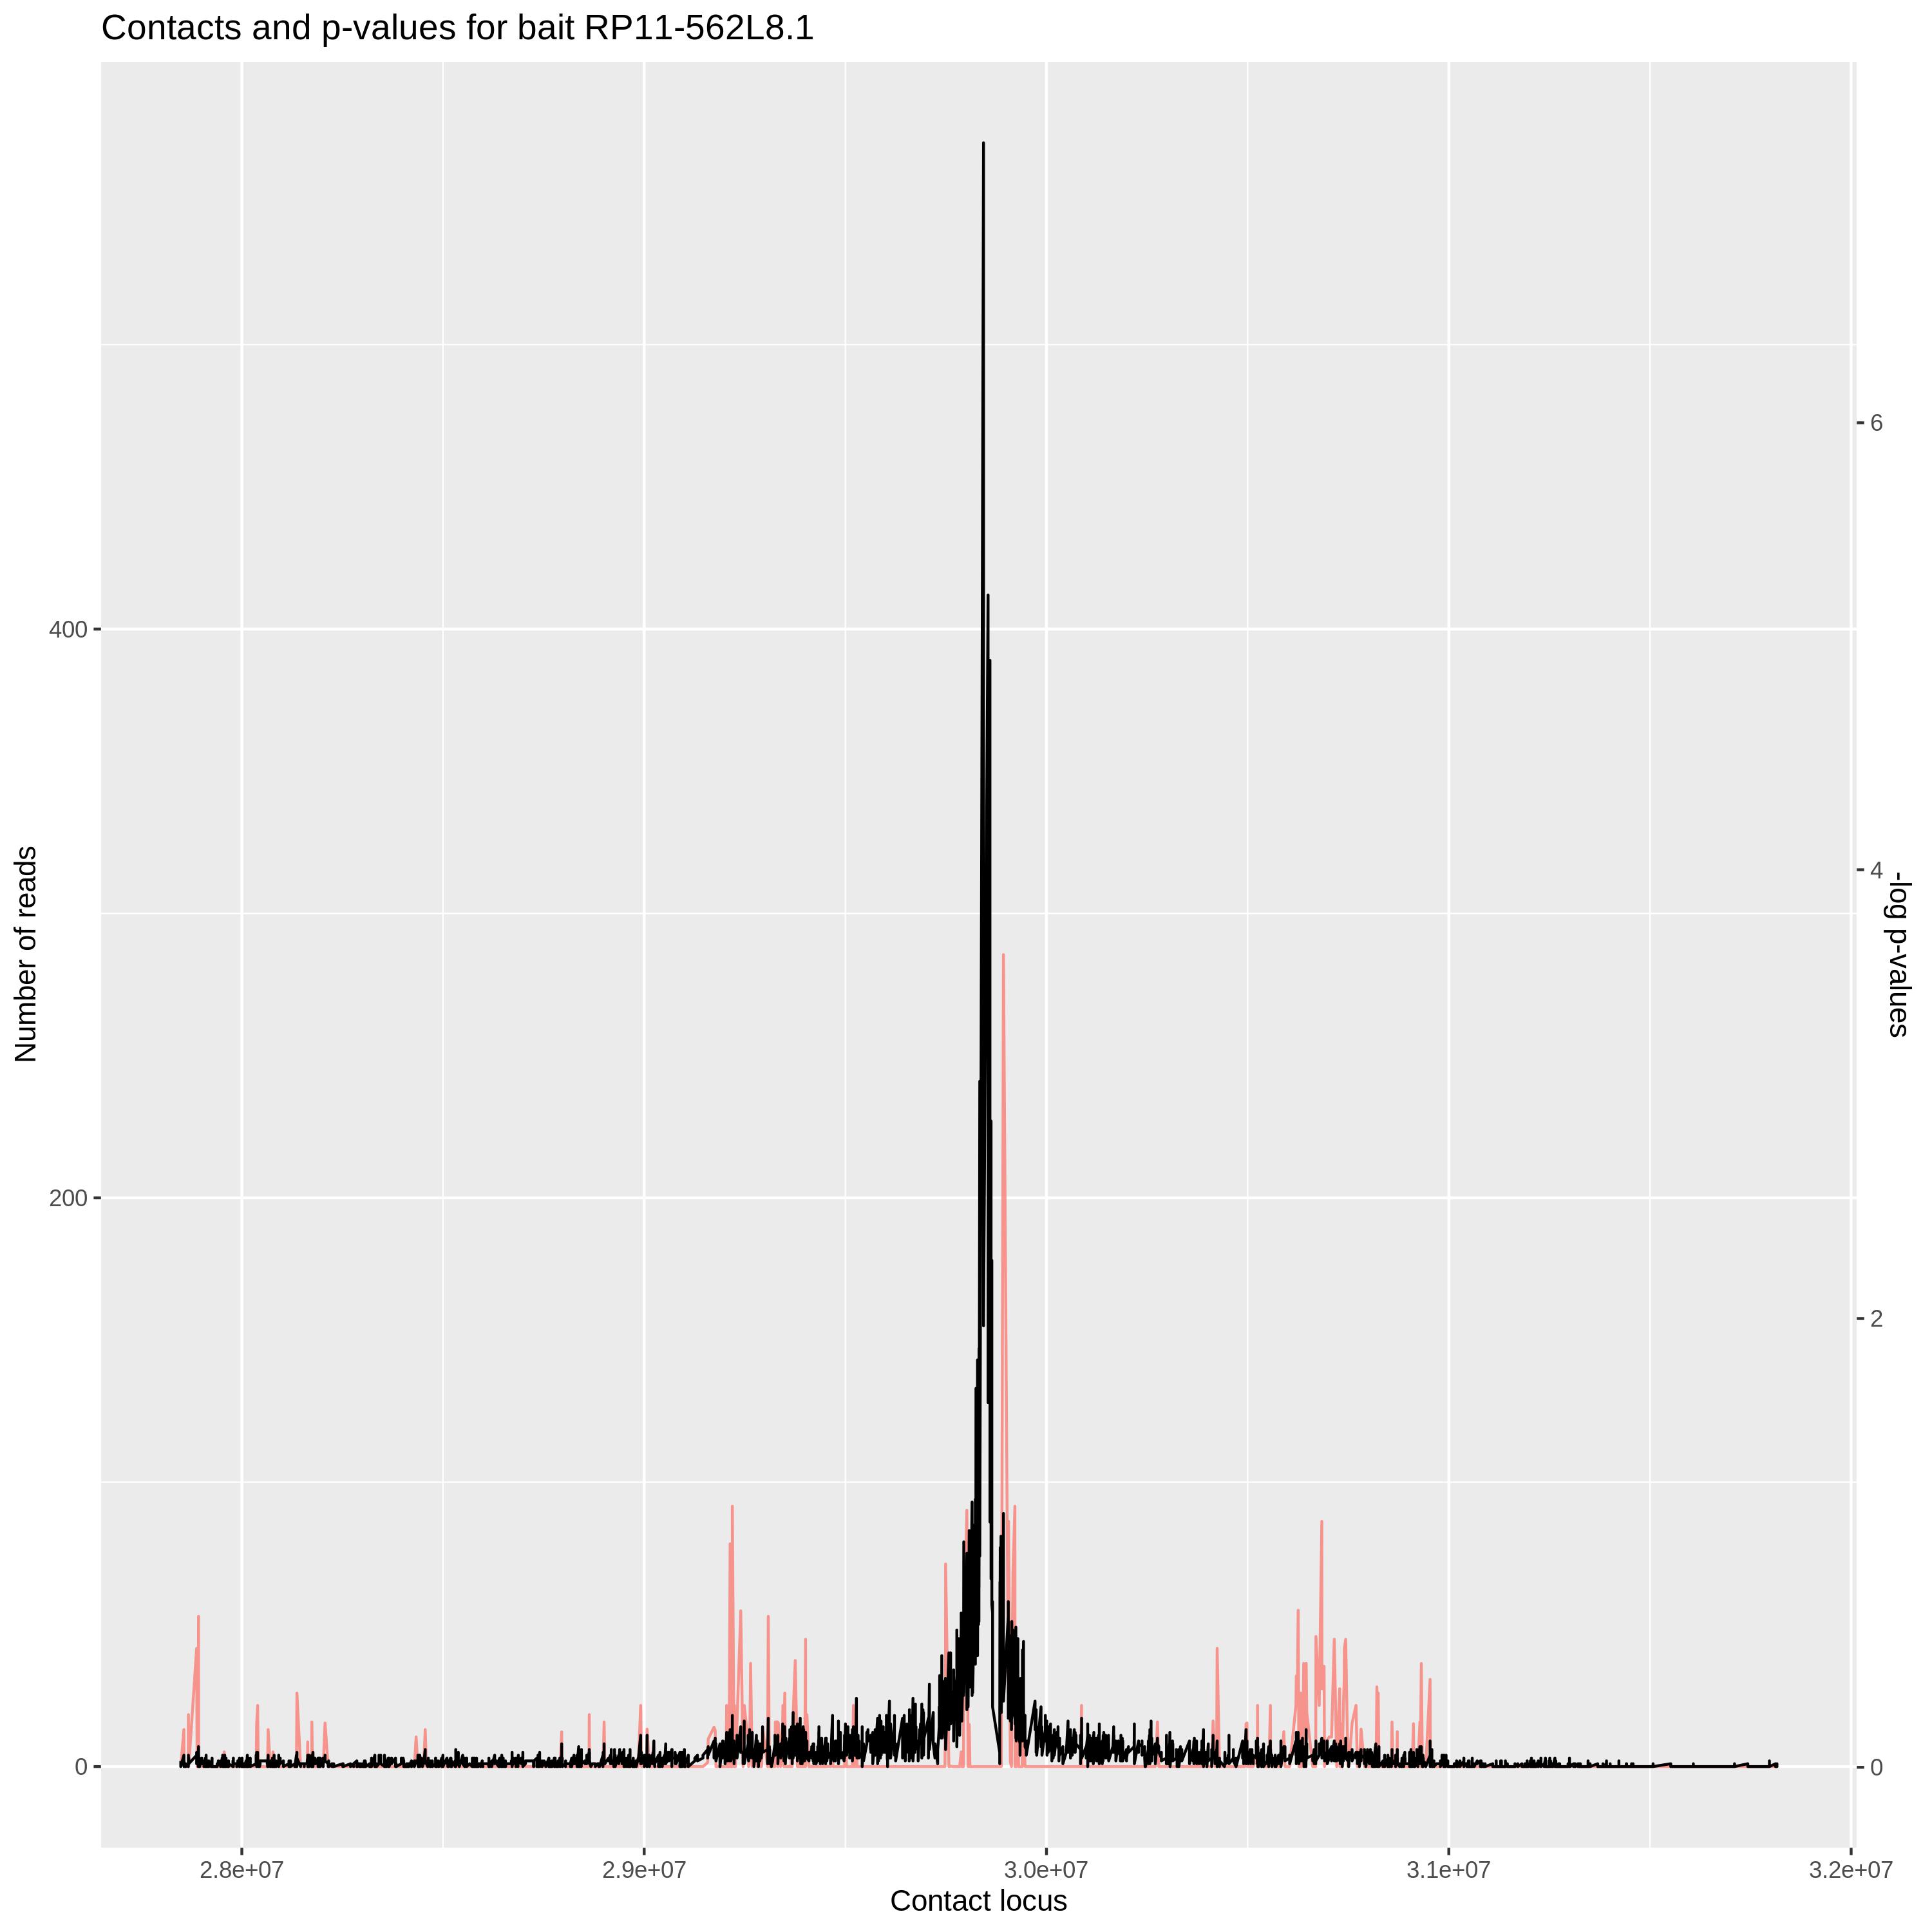 Contacts and p-values for bait RP11-562L8.1
Number of reads
400
200
0
6
4
2
0
-log p-values
2.8e+07 2.9e+07 3.0e+07 3.1e+07 3.2e+07
Contact locus